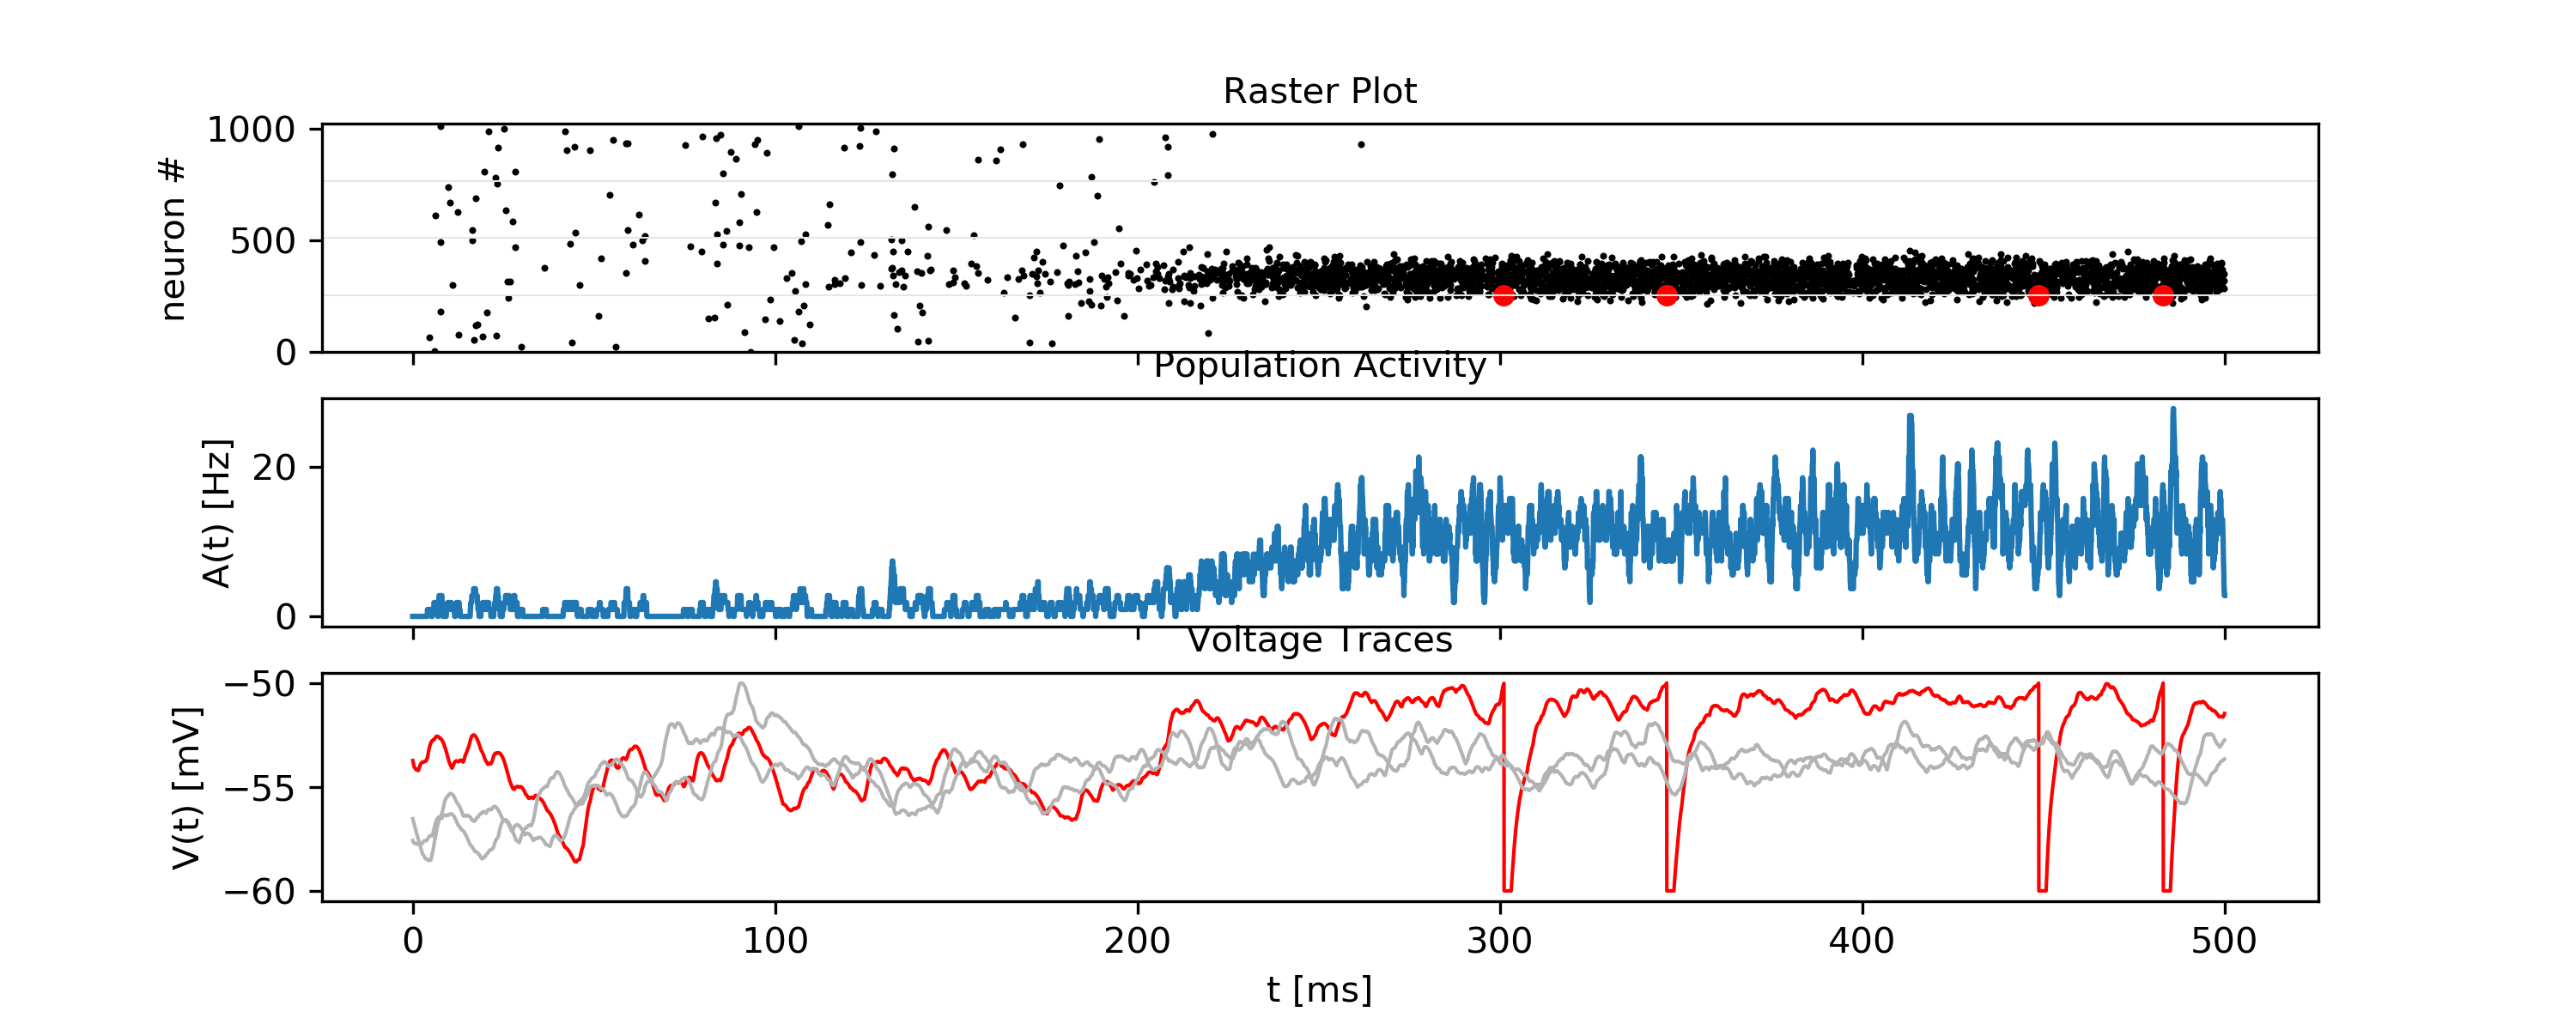 Raster Plot
1000
500
0
neuron #
Population Activity
20
0
A(t) [Hz]
Voltage Traces
−50
−55
−60
V(t) [mV]
0 100 200 300 400 500
t [ms]